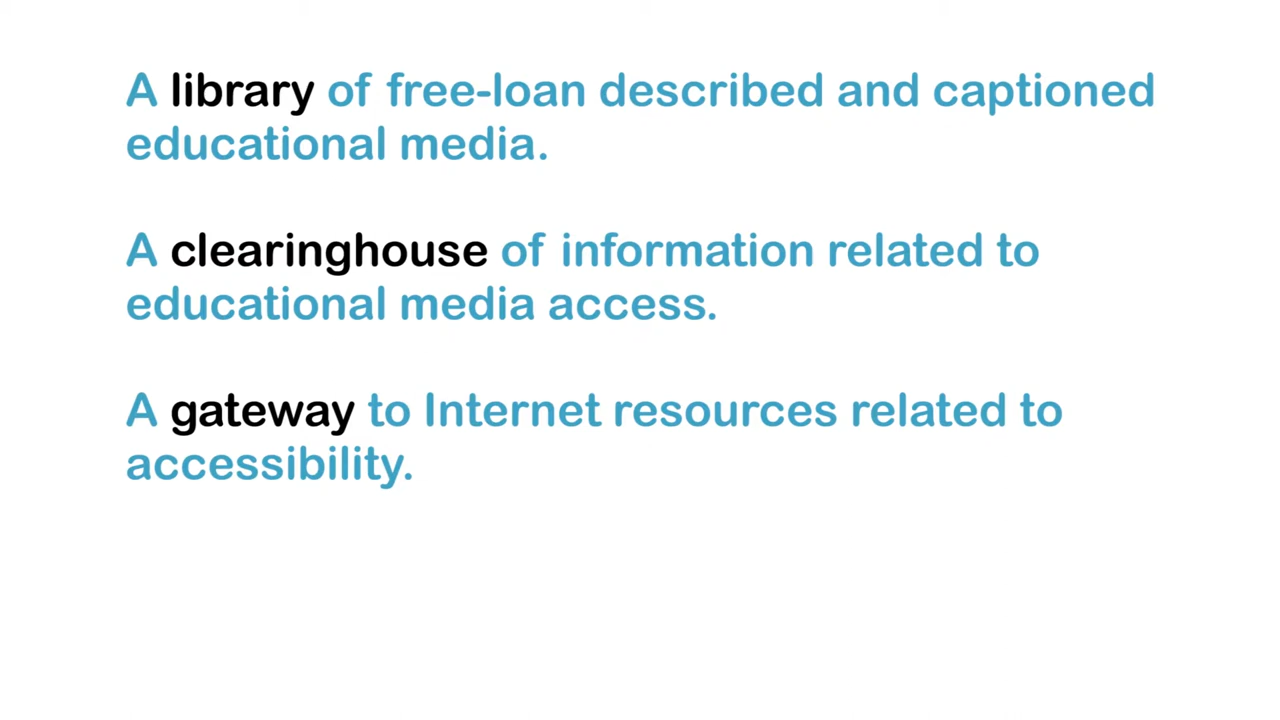 A library of free-loan described and captioned
educational media.
A clearinghouse of information related to
educational media access.
A gateway to Internet resources related to
accessibility.